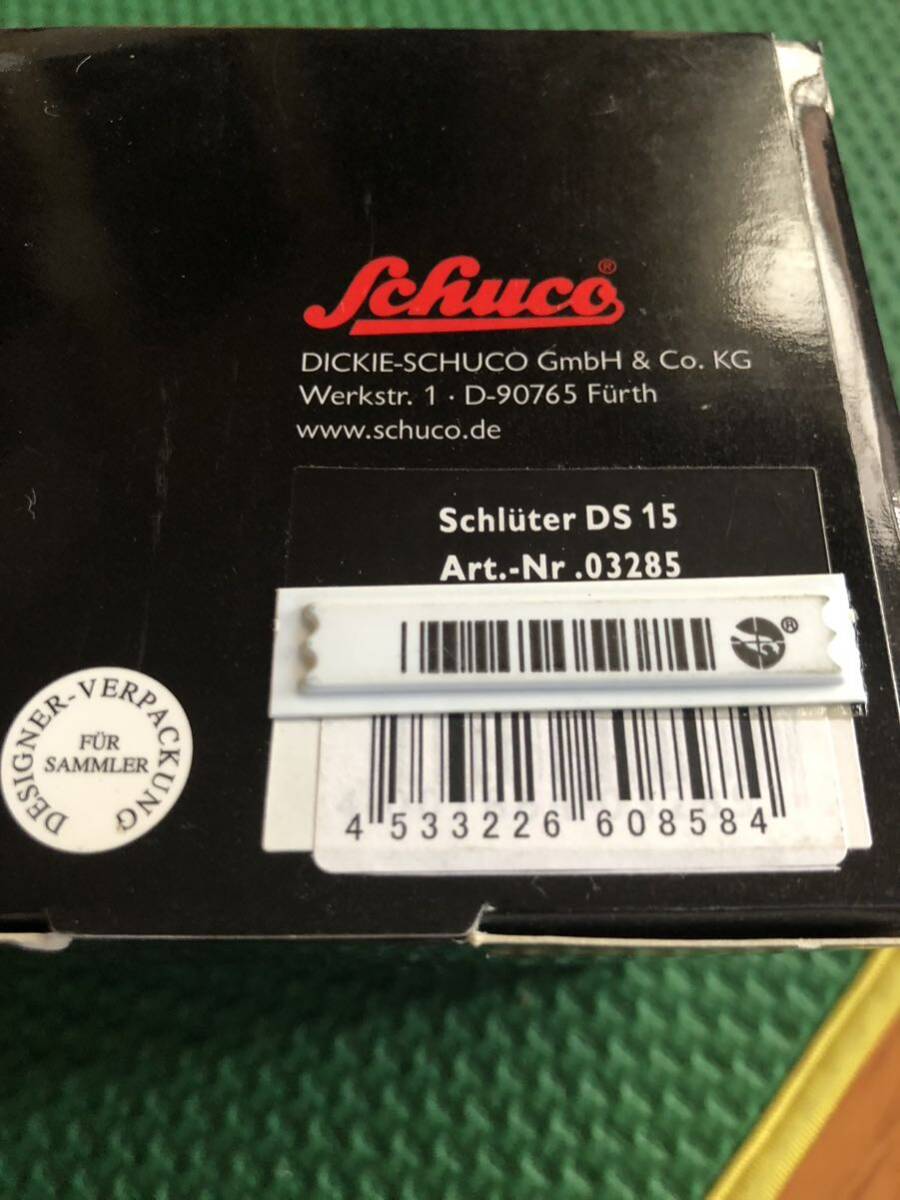 Schuco®
DICKIE-SCHUCO GmbH & Co. KG
Werkstr. 1 · D-90765 Fürth
www.schuco.de
Schlüter DS 15
Art.-Nr .03285
®
DESIGNER-VERPACKUNG
FÜR
SAMMLER
4 533226 608584